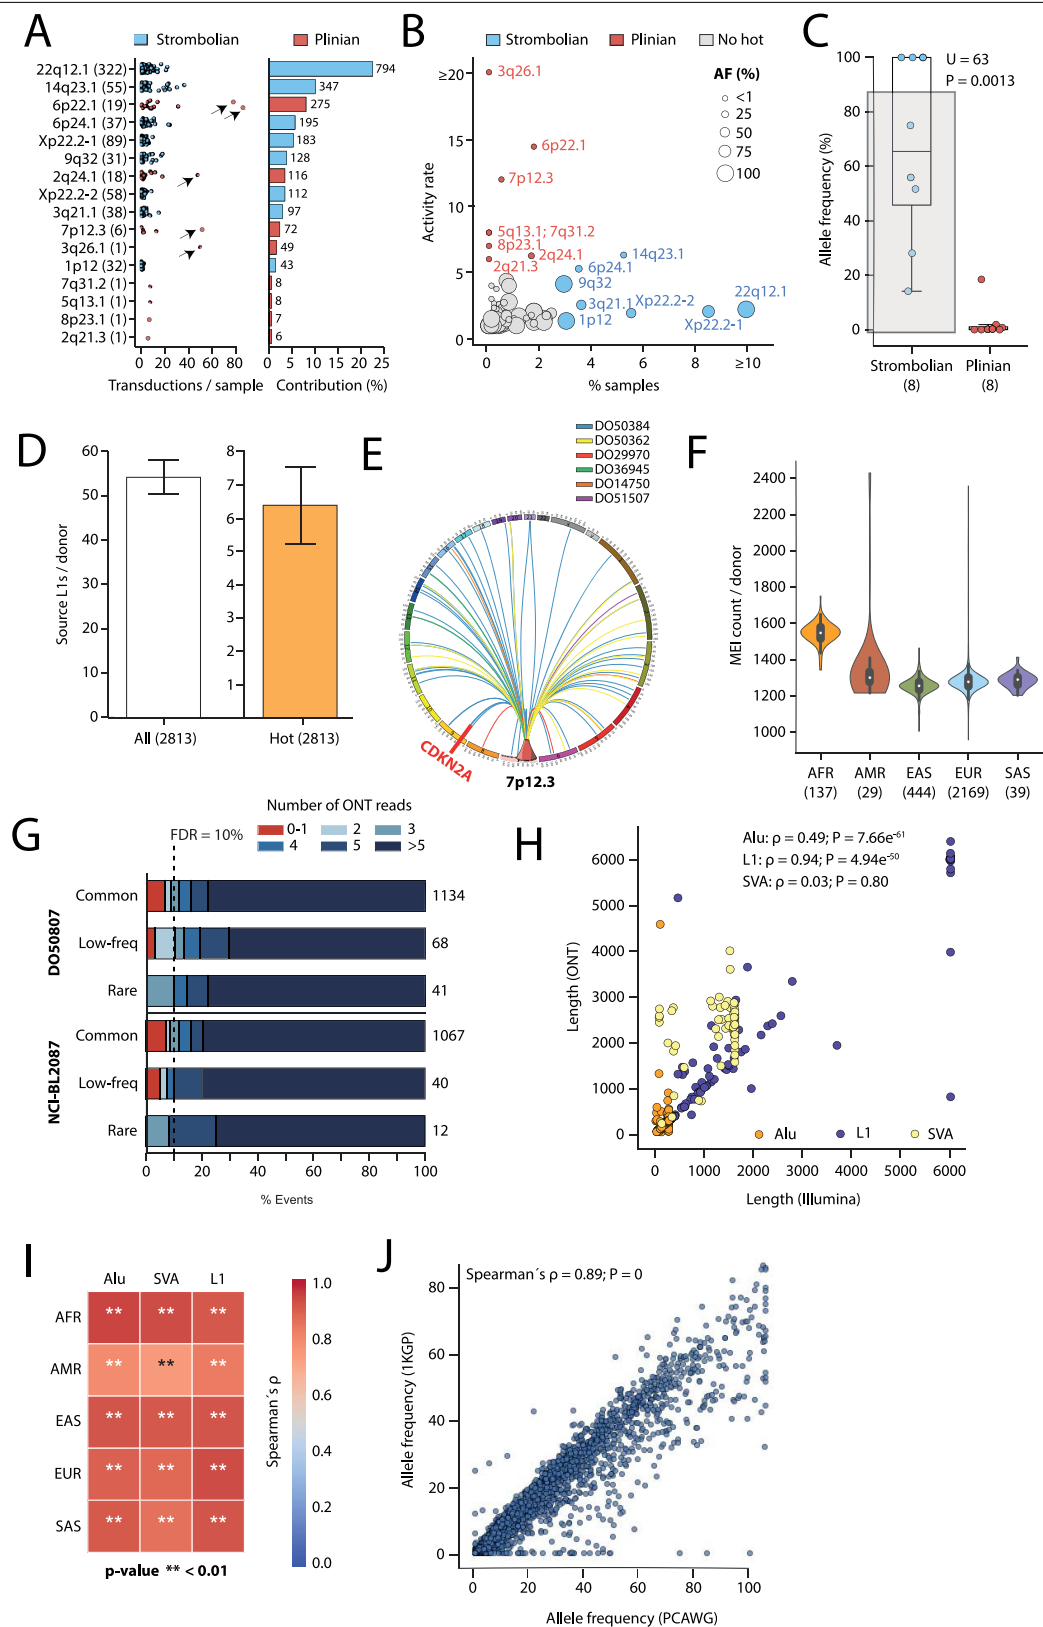 A
Strombolian
Plinian
22q12.1 (322)
14q23.1 (55)
6p22.1 (19)
6p24.1 (37)
Xp22.2-1 (89)
9q32 (31)
2q24.1 (18)
Xp22.2-2 (58)
3q21.1 (38)
7p12.3 (6)
3q26.1 (1)
1p12 (32)
7q31.2 (1)
5q13.1 (1)
8p23.1 (1)
2q21.3 (1)
794
347
275
195
183
128
116
112
97
72
49
43
8
8
7
6
0 20 40 60 80
0 5 10 15 20 25
Transductions / sample
Contribution (%)
B
Strombolian
Plinian
No hot
AF (%)
<1
25
50
75
100
≥20
15
10
5
0
Activity rate
3q26.1
6p22.1
7p12.3
5q13.1; 7q31.2
8p23.1
2q24.1
2q21.3
14q23.1
6p24.1
9q32
3q21.1
Xp22.2-2
22q12.1
1p12
Xp22.2-1
0 2 4 6 8 ≥10
% samples
C
U = 63
P = 0.0013
100
80
60
40
20
0
Allele frequency (%)
Strombolian
(8)
Plinian
(8)
D
60
50
40
30
20
10
0
Source L1s / donor
8
7
6
5
4
3
2
1
All (2813)
Hot (2813)
E
DO50384
DO50362
DO29970
DO36945
DO14750
DO51507
CDKN2A
7p12.3
F
2400
2200
2000
1800
1600
1400
1200
1000
MEI count / donor
AFR
(137)
AMR
(29)
EAS
(444)
EUR
(2169)
SAS
(39)
G
Number of ONT reads
FDR = 10%
0-1
2
3
4
5
>5
DO50807
Common
1134
Low-freq
68
Rare
41
NCI-BL2087
Common
1067
Low-freq
40
Rare
12
0 20 40 60 80 100
% Events
H
Alu: ρ = 0.49; P = 7.66e-61
L1: ρ = 0.94; P = 4.94e-50
SVA: ρ = 0.03; P = 0.80
6000
5000
4000
3000
2000
1000
0
Length (ONT)
Alu
L1
SVA
0 1000 2000 3000 4000 5000 6000
Length (Illumina)
I
Alu SVA L1
AFR ** ** **
AMR ** ** **
EAS ** ** **
EUR ** ** **
SAS ** ** **
p-value ** < 0.01
1.0
0.8
0.6
0.4
0.2
0.0
Spearman´s ρ
J
Spearman´s ρ = 0.89; P = 0
80
60
40
20
0
Allele frequency (1KGP)
0 20 40 60 80 100
Allele frequency (PCAWG)